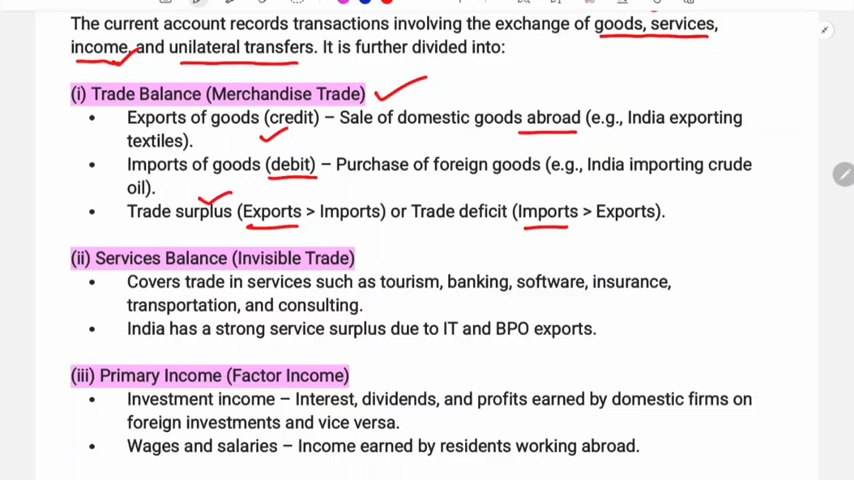 The current account records transactions involving the exchange of goods, services,
income, and unilateral transfers. It is further divided into:
(i) Trade Balance (Merchandise Trade)
• Exports of goods (credit) – Sale of domestic goods abroad (e.g., India exporting
textiles).
• Imports of goods (debit) – Purchase of foreign goods (e.g., India importing crude
oil).
• Trade surplus (Exports > Imports) or Trade deficit (Imports > Exports).
(ii) Services Balance (Invisible Trade)
• Covers trade in services such as tourism, banking, software, insurance,
transportation, and consulting.
• India has a strong service surplus due to IT and BPO exports.
(iii) Primary Income (Factor Income)
• Investment income – Interest, dividends, and profits earned by domestic firms on
foreign investments and vice versa.
• Wages and salaries – Income earned by residents working abroad.